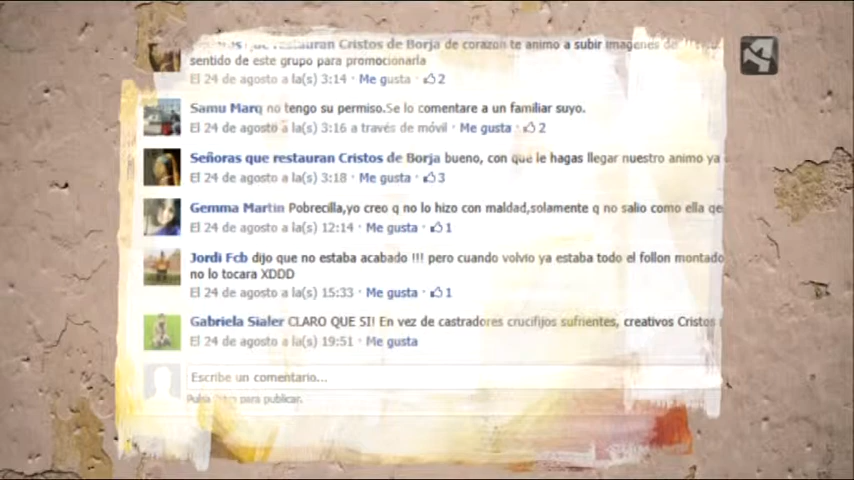 restauran Cristos de Borja de corazon te animo a subir imagenes de
sentido de este grupo para promocionarla
El 24 de agosto a la(s) 3:14 · Me gusta · 2
Samu Marq no tengo su permiso.Se lo comentare a un familiar suyo.
El 24 de agosto a la(s) 3:16 a través de móvil · Me gusta · 2
Señoras que restauran Cristos de Borja bueno, con que le hagas llegar nuestro animo ya
El 24 de agosto a la(s) 3:18 · Me gusta · 3
Gemma Martin Pobrecilla,yo creo q no lo hizo con maldad,solamente q no salio como ella qe
El 24 de agosto a la(s) 12:14 · Me gusta · 1
Jordi Fcb dijo que no estaba acabado !!! pero cuando volvio ya estaba todo el follon montado
no lo tocara XDDD
El 24 de agosto a la(s) 15:33 · Me gusta · 1
Gabriela Sialer CLARO QUE SI! En vez de castradores crucifijos sufrientes, creativos Cristos
El 24 de agosto a la(s) 19:51 · Me gusta
Escribe un comentario...
Pulsa para publicar.